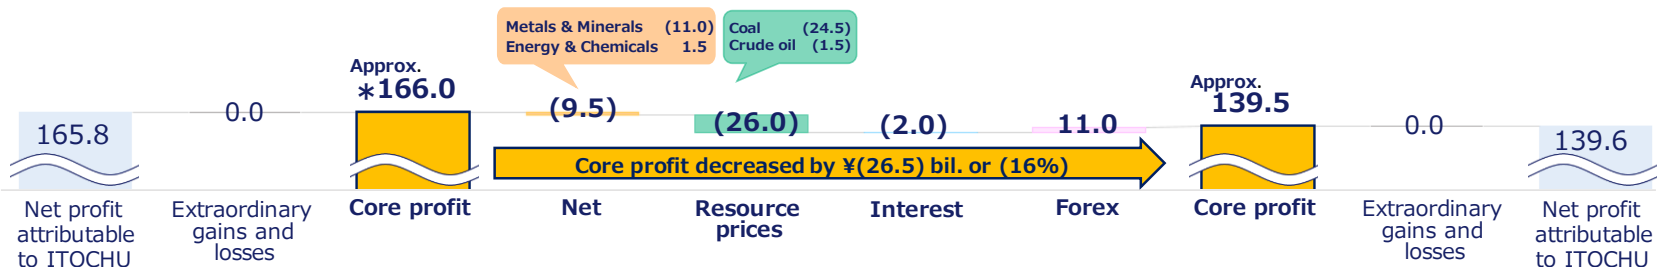 Metals & Minerals (11.0)
Energy & Chemicals 1.5
Coal (24.5)
Crude oil (1.5)
Approx.
*166.0
Approx.
139.5
165.8
0.0
(9.5)
(26.0)
(2.0)
11.0
0.0
139.6
Core profit decreased by ¥(26.5) bil. or (16%)
Net profit
attributable
to ITOCHU
Extraordinary
gains and
losses
Core profit
Net
Resource
prices
Interest
Forex
Core profit
Extraordinary
gains and
losses
Net profit
attributable
to ITOCHU